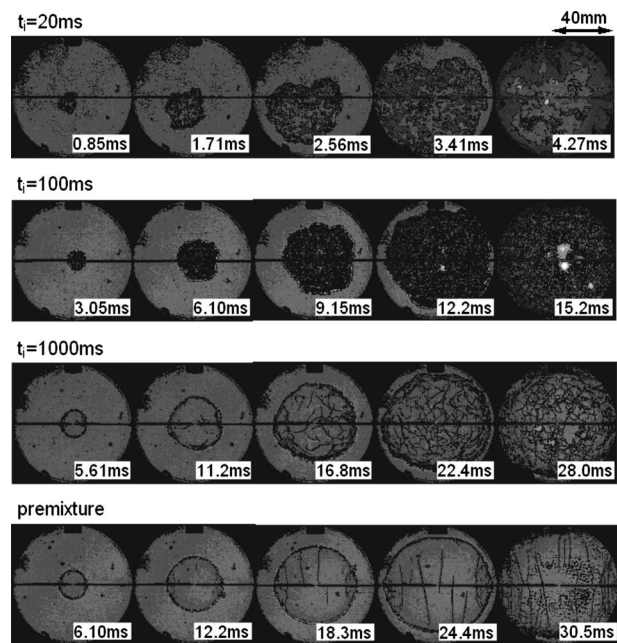 tᵢ=20ms
40mm
0.85ms 1.71ms 2.56ms 3.41ms 4.27ms
tᵢ=100ms
3.05ms 6.10ms 9.15ms 12.2ms 15.2ms
tᵢ=1000ms
5.61ms 11.2ms 16.8ms 22.4ms 28.0ms
premixture
6.10ms 12.2ms 18.3ms 24.4ms 30.5ms